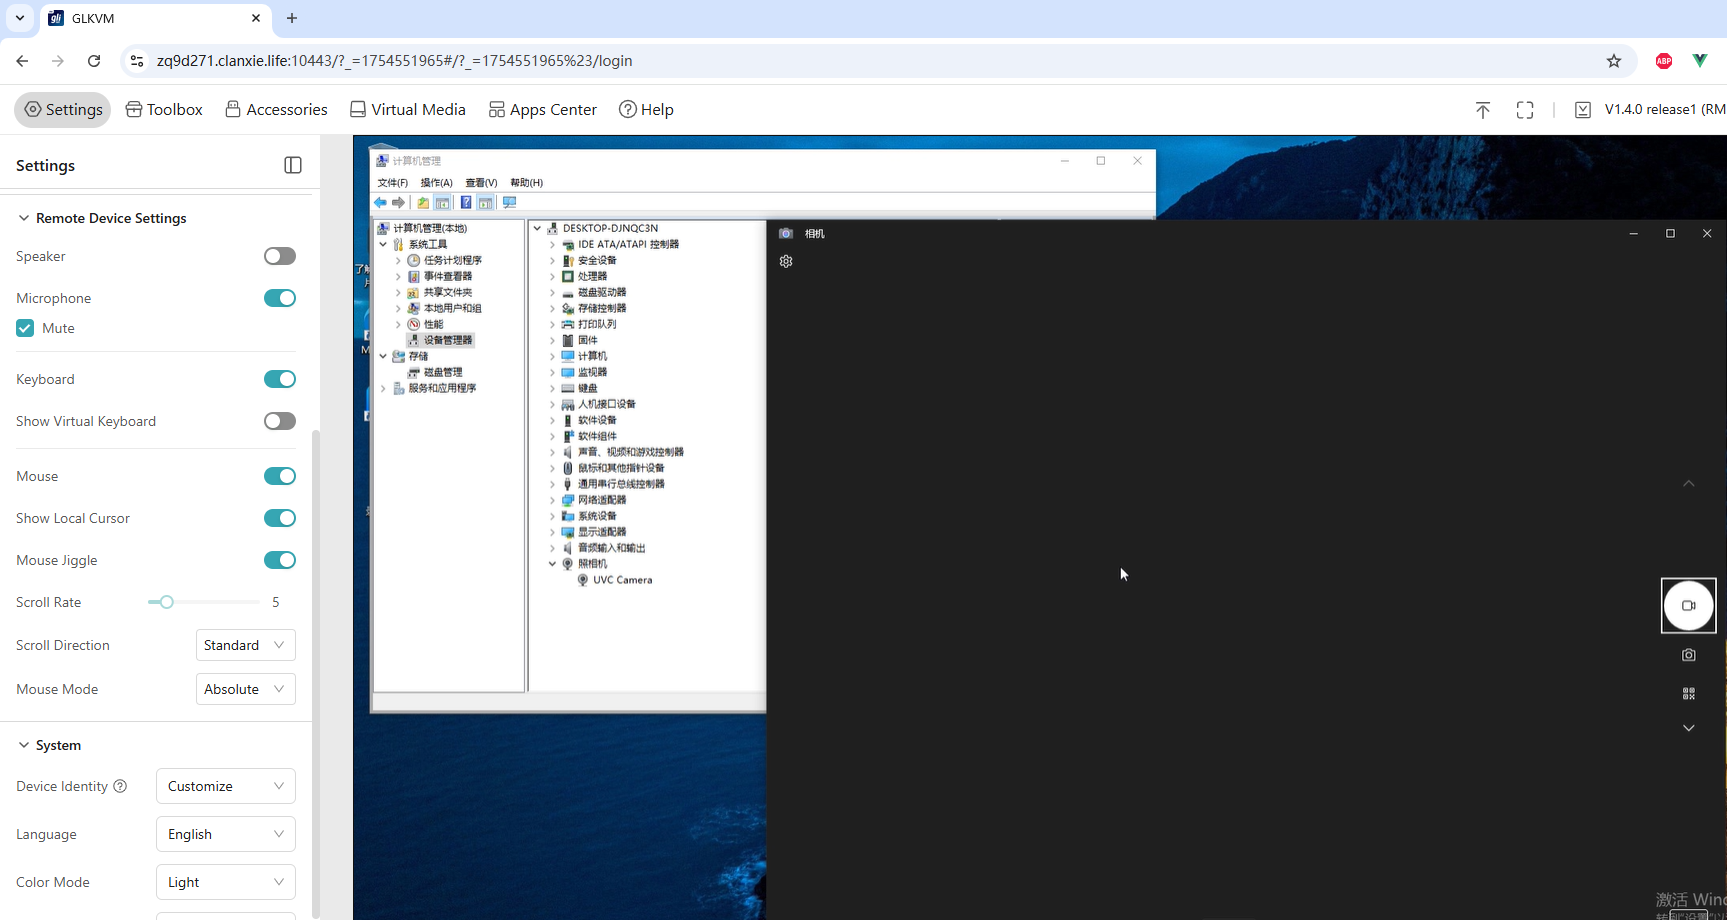 GLKVM
zq9d271.clanxie.life:10443/?_=1754551965#/?_=1754551965%23/login
ABP
Settings
Toolbox
Accessories
Virtual Media
Apps Center
Help
V1.4.0 release1 (RM
Settings
Remote Device Settings
Speaker
Microphone
Mute
Keyboard
Show Virtual Keyboard
Mouse
Show Local Cursor
Mouse Jiggle
Scroll Rate
5
Scroll Direction
Standard
Mouse Mode
Absolute
System
Device Identity
Customize
Language
English
Color Mode
Light
计算机管理
文件(F)
操作(A)
查看(V)
帮助(H)
计算机管理(本地)
系统工具
任务计划程序
事件查看器
共享文件夹
本地用户和组
性能
设备管理器
存储
磁盘管理
服务和应用程序
DESKTOP-DJNQC3N
IDE ATA/ATAPI 控制器
安全设备
处理器
磁盘驱动器
存储控制器
打印队列
固件
计算机
监视器
键盘
人机接口设备
软件设备
软件组件
声音、视频和游戏控制器
鼠标和其他指针设备
通用串行总线控制器
网络适配器
系统设备
显示适配器
音频输入和输出
照相机
UVC Camera
相机
激活 Win